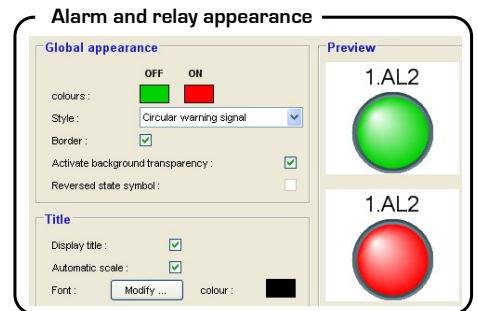 Alarm and relay appearance
Global appearance
OFF ON
colours :
Style : Circular warning signal
Border :
Activate background transparency :
Reversed state symbol :
Title
Display title :
Automatic scale :
Font : Modify ... colour :
Preview
1.AL2
1.AL2